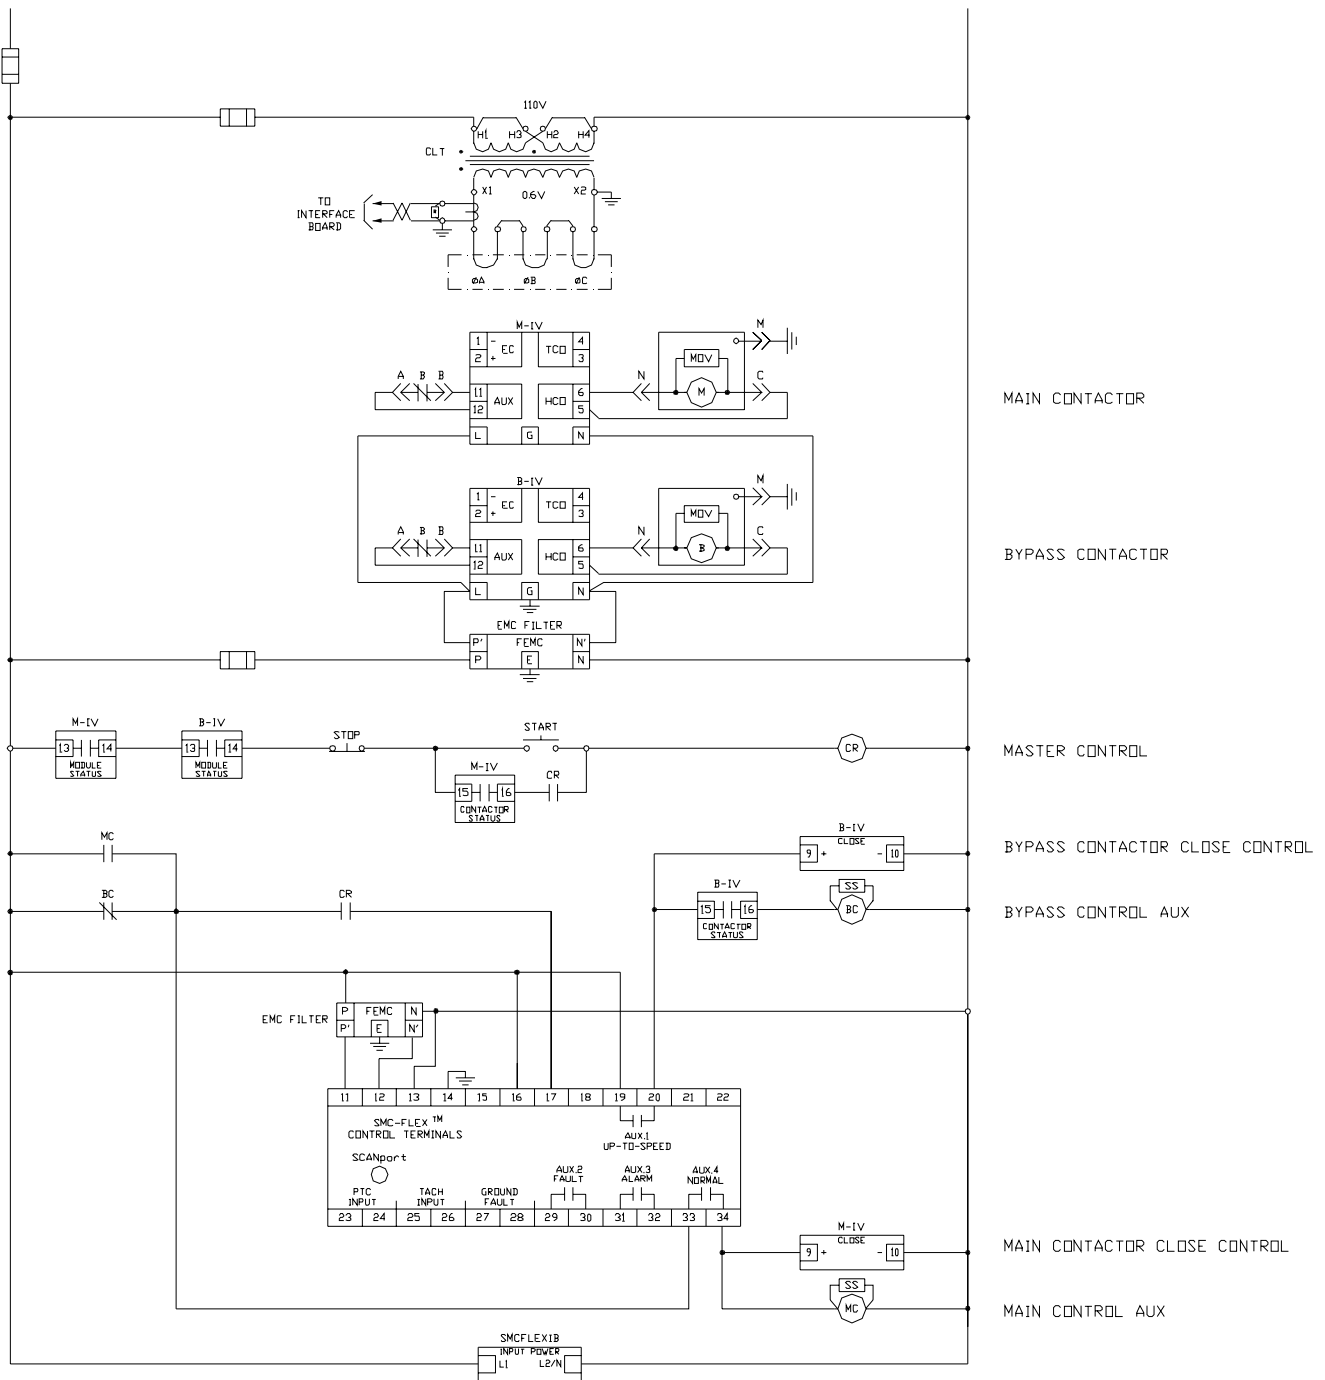 110V
H1 H3 H2 H4
CLT
X1 0.6V X2
TO
INTERFACE
BOARD
ØA ØB ØC
M-IV
1 - EC TCO 4
2 + 3
M
MOV
A B B 11 AUX HCO 6 N M C
12 5
L G N
MAIN CONTACTOR
B-IV
1 - EC TCO 4
2 + 3
M
MOV
A B B 11 AUX HCO 6 N B C
12 5
L G N
BYPASS CONTACTOR
EMC FILTER
P' FEMC N'
P E N
M-IV
13 14
MODULE
STATUS
B-IV
13 14
MODULE
STATUS
STOP
START
CR
MASTER CONTROL
M-IV
15 16
CONTACTOR
STATUS
CR
MC
B-IV
CLOSE
9 + - 10
BYPASS CONTACTOR CLOSE CONTROL
BC
CR
B-IV
15 16
CONTACTOR
STATUS
SS
BC
BYPASS CONTROL AUX
EMC FILTER
P FEMC N
P' E N'
11 12 13 14 15 16 17 18 19 20 21 22
SMC-FLEX TM
CONTROL TERMINALS
AUX.1
UP-TO-SPEED
SCANport
PTC
INPUT
TACH
INPUT
GROUND
FAULT
AUX.2
FAULT
AUX.3
ALARM
AUX.4
NORMAL
23 24 25 26 27 28 29 30 31 32 33 34
M-IV
CLOSE
9 + - 10
MAIN CONTACTOR CLOSE CONTROL
SS
MC
MAIN CONTROL AUX
SMCFLEXIB
INPUT POWER
L1 L2/N